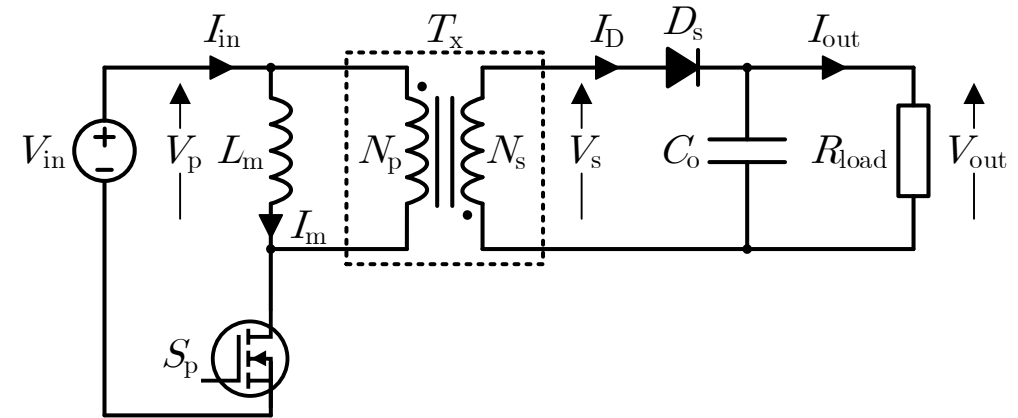 I_in
T_x
I_D
D_s
I_out
V_in
V_p
L_m
N_p
N_s
V_s
C_o
R_load
V_out
I_m
S_p